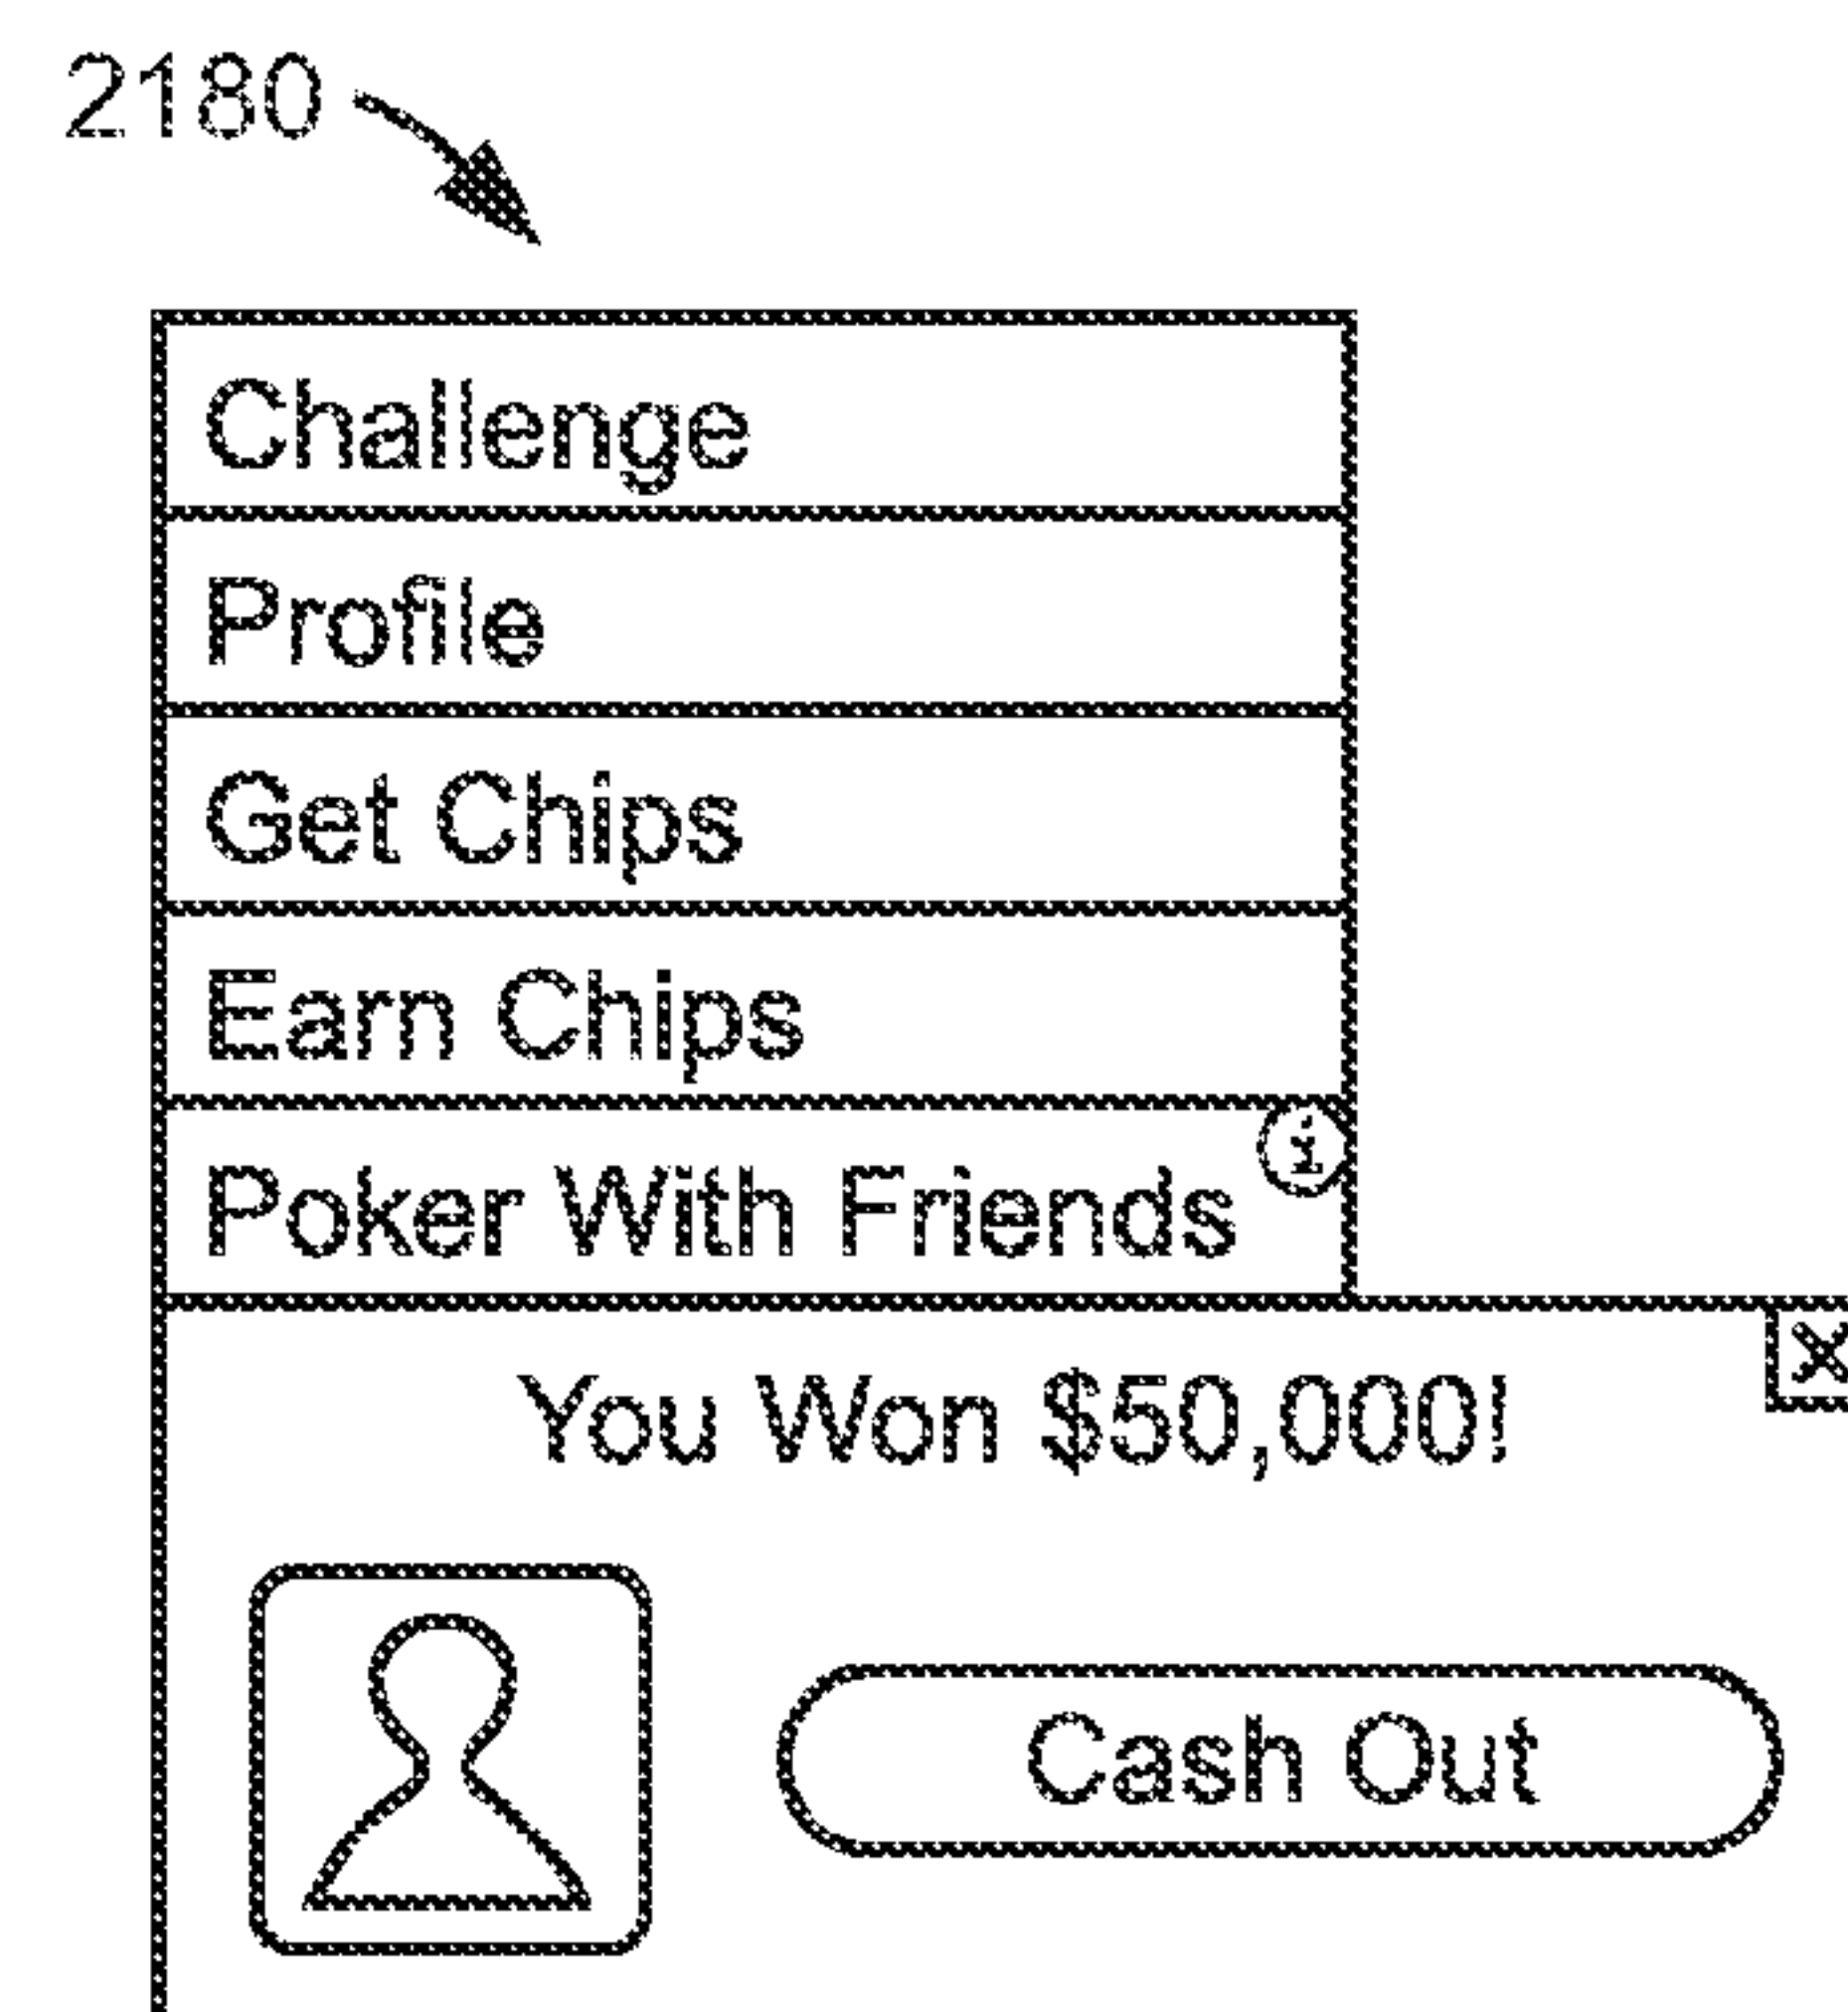 2180
Challenge
Profile
Get Chips
Earn Chips
i
Poker With Friends
X
You Won $50,000!
Cash Out